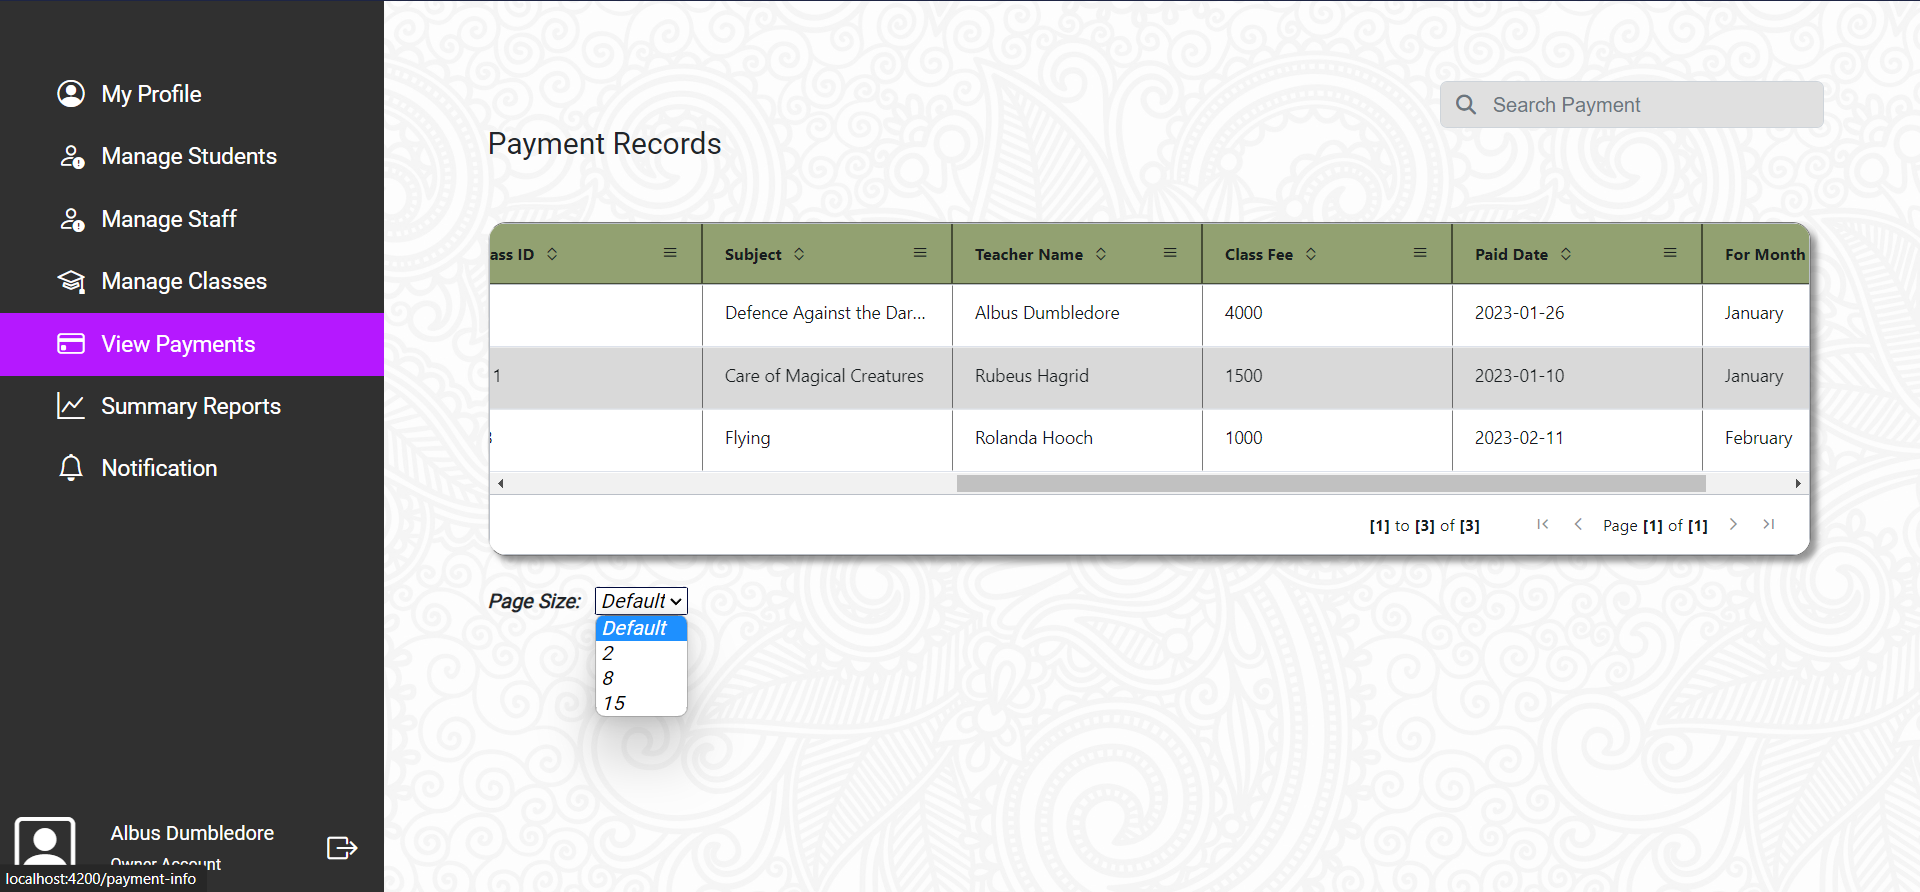 My Profile
Manage Students
Manage Staff
Manage Classes
View Payments
Summary Reports
Notification
Albus Dumbledore
Owner Account
localhost:4200/payment-info
Search Payment
Payment Records
ass ID Subject Teacher Name Class Fee Paid Date For Month
Defence Against the Dar... Albus Dumbledore 4000 2023-01-26 January
1 Care of Magical Creatures Rubeus Hagrid 1500 2023-01-10 January
Flying Rolanda Hooch 1000 2023-02-11 February
[1] to [3] of [3] Page [1] of [1]
Page Size: Default
Default
2
8
15